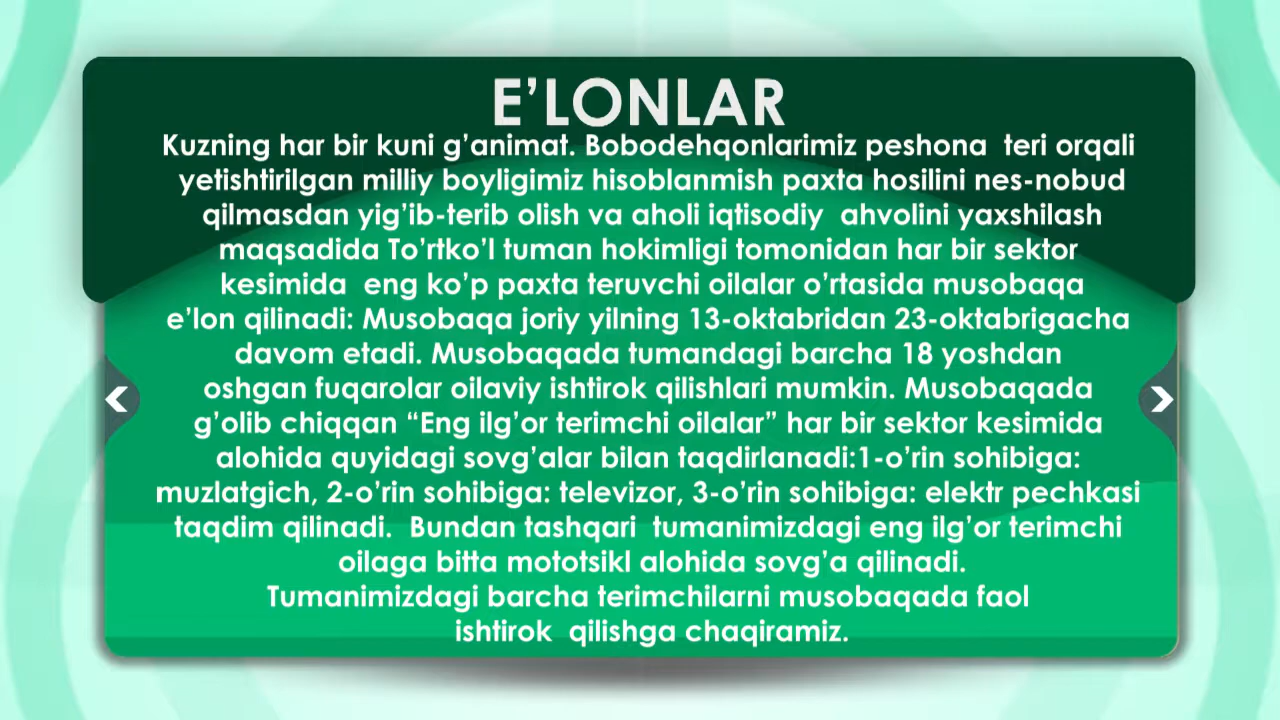 E’LONLAR
Kuzning har bir kuni g’animat. Bobodehqonlarimiz peshona teri orqali
yetishtirilgan milliy boyligimiz hisoblanmish paxta hosilini nes-nobud
qilmasdan yig’ib-terib olish va aholi iqtisodiy ahvolini yaxshilash
maqsadida To’rtko’l tuman hokimligi tomonidan har bir sektor
kesimida eng ko’p paxta teruvchi oilalar o’rtasida musobaqa
e’lon qilinadi: Musobaqa joriy yilning 13-oktabridan 23-oktabrigacha
davom etadi. Musobaqada tumandagi barcha 18 yoshdan
oshgan fuqarolar oilaviy ishtirok qilishlari mumkin. Musobaqada
g’olib chiqqan “Eng ilg’or terimchi oilalar” har bir sektor kesimida
alohida quyidagi sovg’alar bilan taqdirlanadi:1-o’rin sohibiga:
muzlatgich, 2-o’rin sohibiga: televizor, 3-o’rin sohibiga: elektr pechkasi
taqdim qilinadi. Bundan tashqari tumanimizdagi eng ilg’or terimchi
oilaga bitta mototsikl alohida sovg’a qilinadi.
Tumanimizdagi barcha terimchilarni musobaqada faol
ishtirok qilishga chaqiramiz.